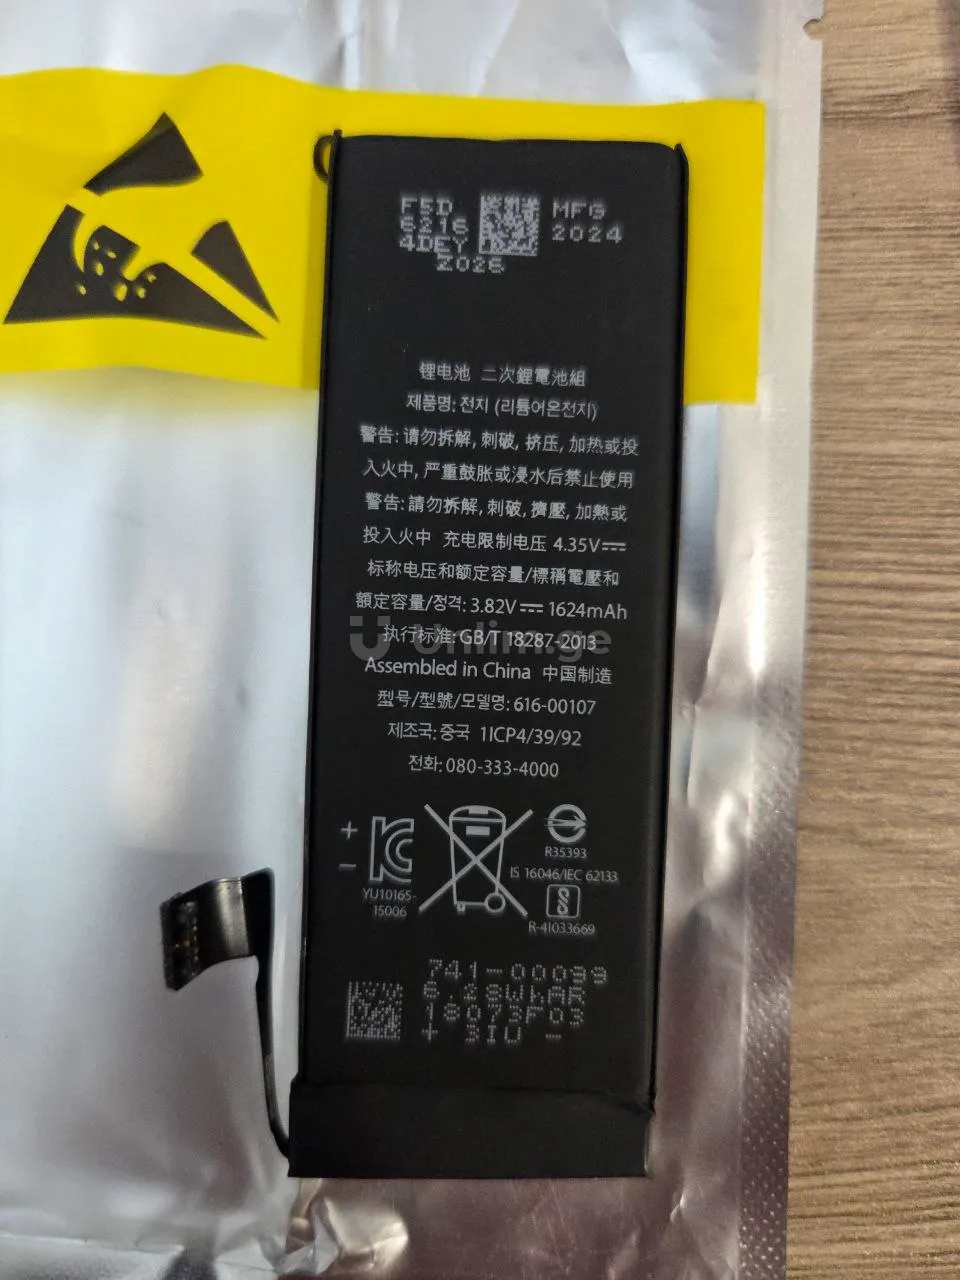 F5D
6216
4DEY
Z026
MFG
2024
锂电池 二次鋰電池組
제품명: 전지 (리튬이온전지)
警告: 请勿拆解, 刺破, 挤压, 加热或投
入火中, 严重鼓胀或浸水后禁止使用
警告: 請勿拆解, 刺破, 擠壓, 加熱或
投入火中 充电限制电压 4.35V⎓
标称电压和额定容量/標稱電壓和
額定容量/정격: 3.82V⎓ 1624mAh
执行标准: GB/T 18287-2013
Unlim.ge
Assembled in China 中国制造
型号/型號/모델명: 616-00107
제조국: 중국 1ICP4/39/92
전화: 080-333-4000
+
−
YU10165-
15006
R35393
IS 16046/IEC 62133
R-41033669
741-00099
6.28WhAR
18073F03
+ SIU -